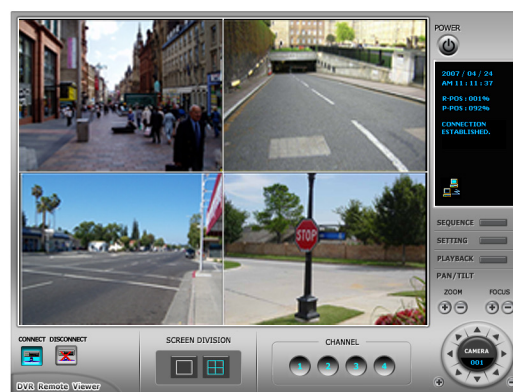 POWER
2007 / 04 / 24
AM 11 : 11 : 37
R-POS : 001%
P-POS : 092%
CONNECTION
ESTABLISHED.
STOP
SEQUENCE
SETTING
PLAYBACK
PAN/TILT
ZOOM FOCUS
CAMERA
001
CONNECT DISCONNECT
SCREEN DIVISION
CHANNEL
1 2 3 4
DVR Remote Viewer